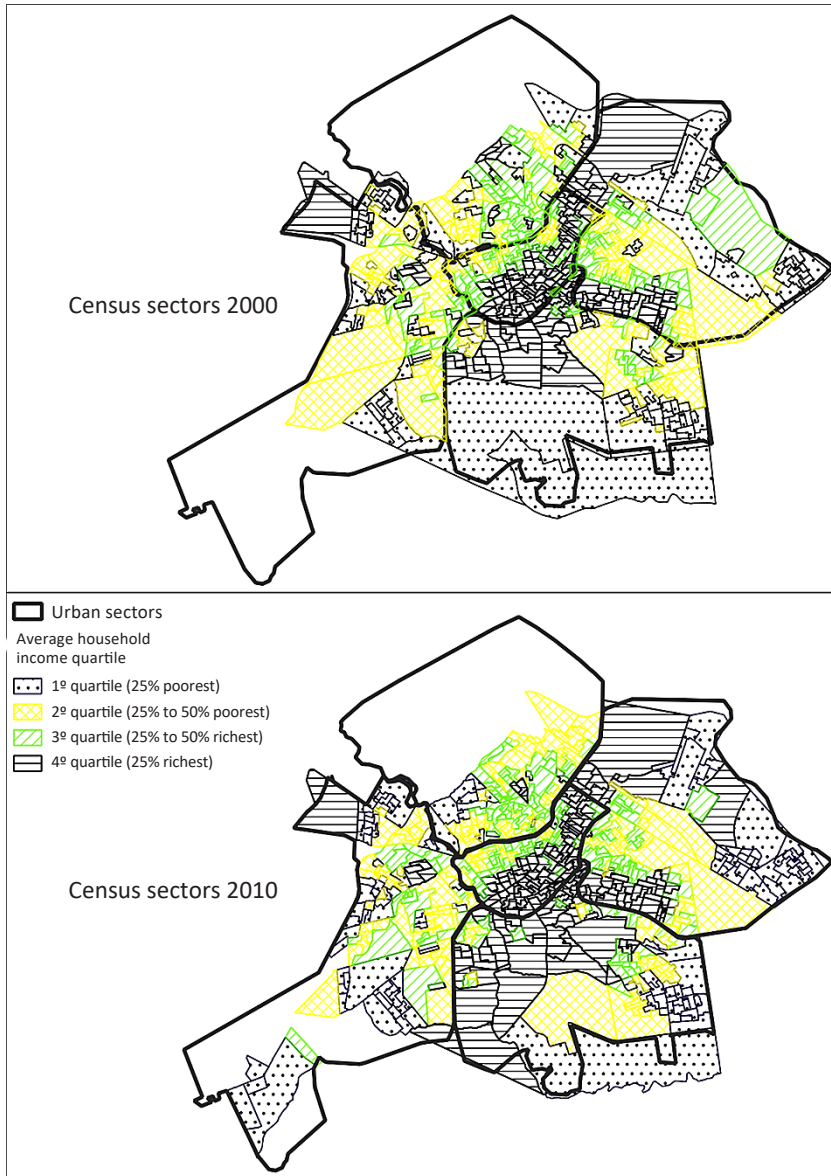 Census sectors 2000
Urban sectors
Average household
income quartile
1º quartile (25% poorest)
2º quartile (25% to 50% poorest)
3º quartile (25% to 50% richest)
4º quartile (25% richest)
Census sectors 2010